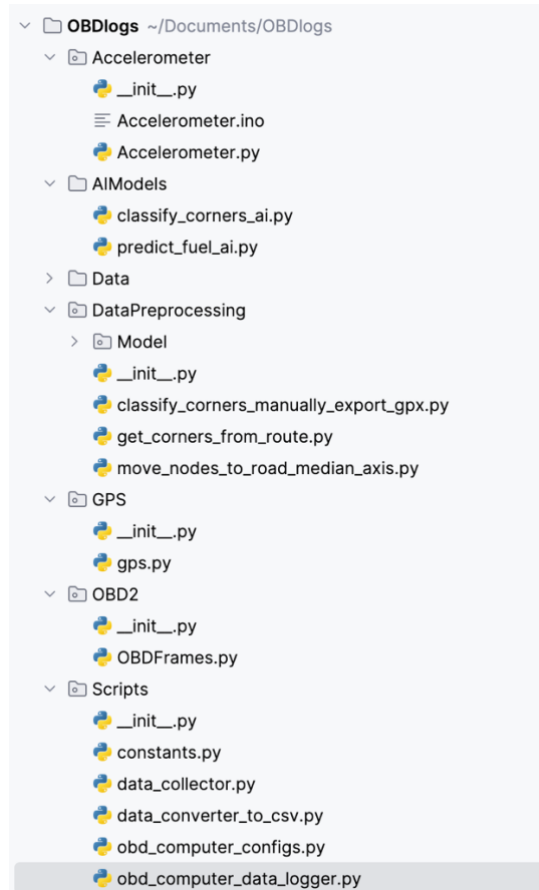 OBDlogs ~/Documents/OBDlogs
Accelerometer
__init__.py
Accelerometer.ino
Accelerometer.py
AIModels
classify_corners_ai.py
predict_fuel_ai.py
Data
DataPreprocessing
Model
__init__.py
classify_corners_manually_export_gpx.py
get_corners_from_route.py
move_nodes_to_road_median_axis.py
GPS
__init__.py
gps.py
OBD2
__init__.py
OBDFrames.py
Scripts
__init__.py
constants.py
data_collector.py
data_converter_to_csv.py
obd_computer_configs.py
obd_computer_data_logger.py